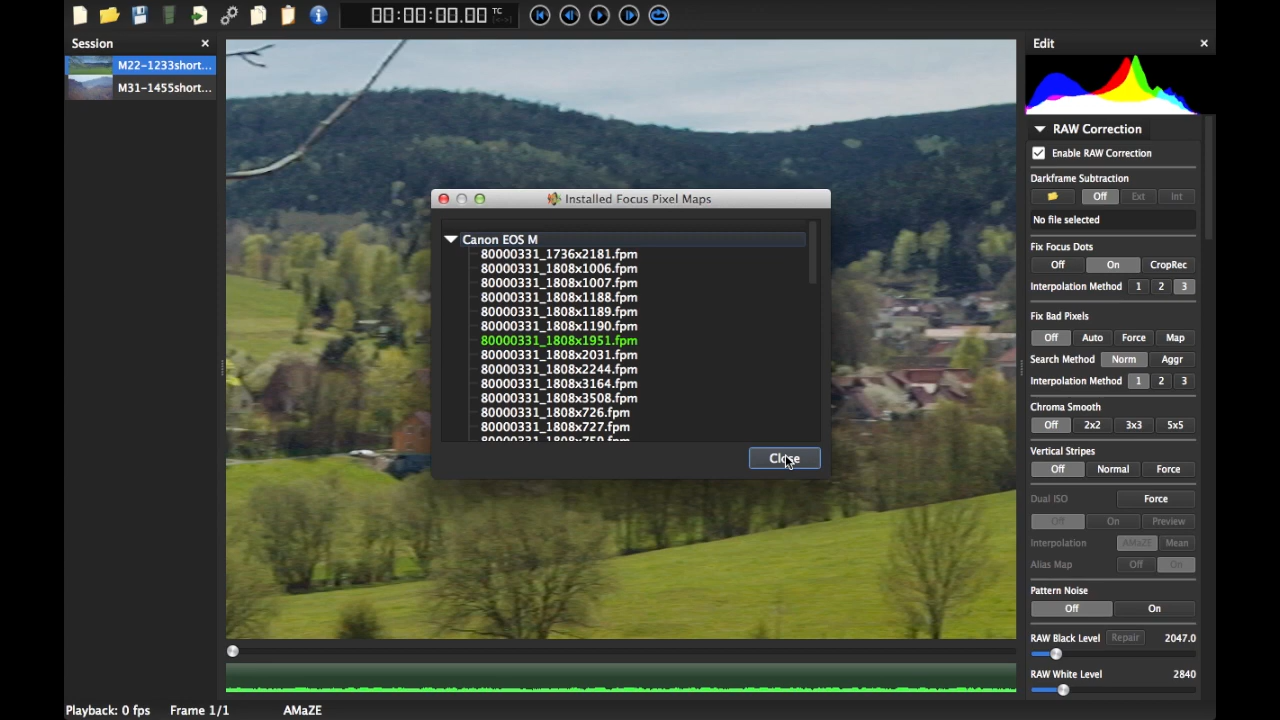 00:00:00.00 TC
Session
M22-1233short...
M31-1455short...
Installed Focus Pixel Maps
Canon EOS M
80000331_1736x2181.fpm
80000331_1808x1006.fpm
80000331_1808x1007.fpm
80000331_1808x1188.fpm
80000331_1808x1189.fpm
80000331_1808x1190.fpm
80000331_1808x1951.fpm
80000331_1808x2031.fpm
80000331_1808x2244.fpm
80000331_1808x3164.fpm
80000331_1808x3508.fpm
80000331_1808x726.fpm
80000331_1808x727.fpm
80000331_1808x759.fpm
Close
Edit
RAW Correction
Enable RAW Correction
Darkframe Subtraction
Off Ext Int
No file selected
Fix Focus Dots
Off On CropRec
Interpolation Method 1 2 3
Fix Bad Pixels
Off Auto Force Map
Search Method Norm Aggr
Interpolation Method 1 2 3
Chroma Smooth
Off 2x2 3x3 5x5
Vertical Stripes
Off Normal Force
Dual ISO Force
Off On Preview
Interpolation AMaZE Mean
Alias Map Off On
Pattern Noise
Off On
RAW Black Level Repair 2047.0
RAW White Level 2840
Playback: 0 fps Frame 1/1 AMaZE